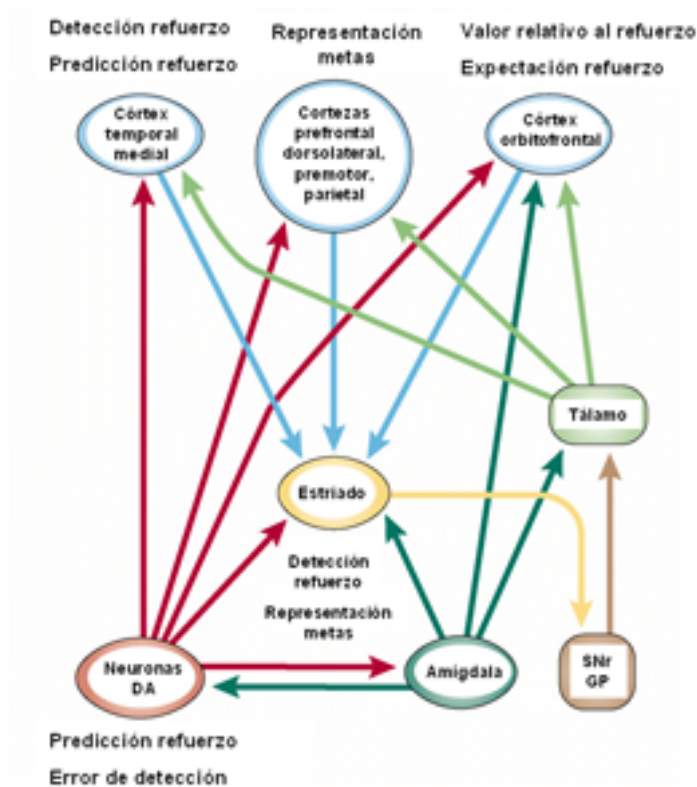 Detección refuerzo
Predicción refuerzo
Representación
metas
Valor relativo al refuerzo
Expectación refuerzo
Córtex
temporal
medial
Cortezas
prefrontal
dorsolateral,
premotor,
parietal
Córtex
orbitofrontal
Tálamo
Estriado
Detección
refuerzo
Representación
metas
Neuronas
DA
Amígdala
SNr
GP
Predicción refuerzo
Error de detección